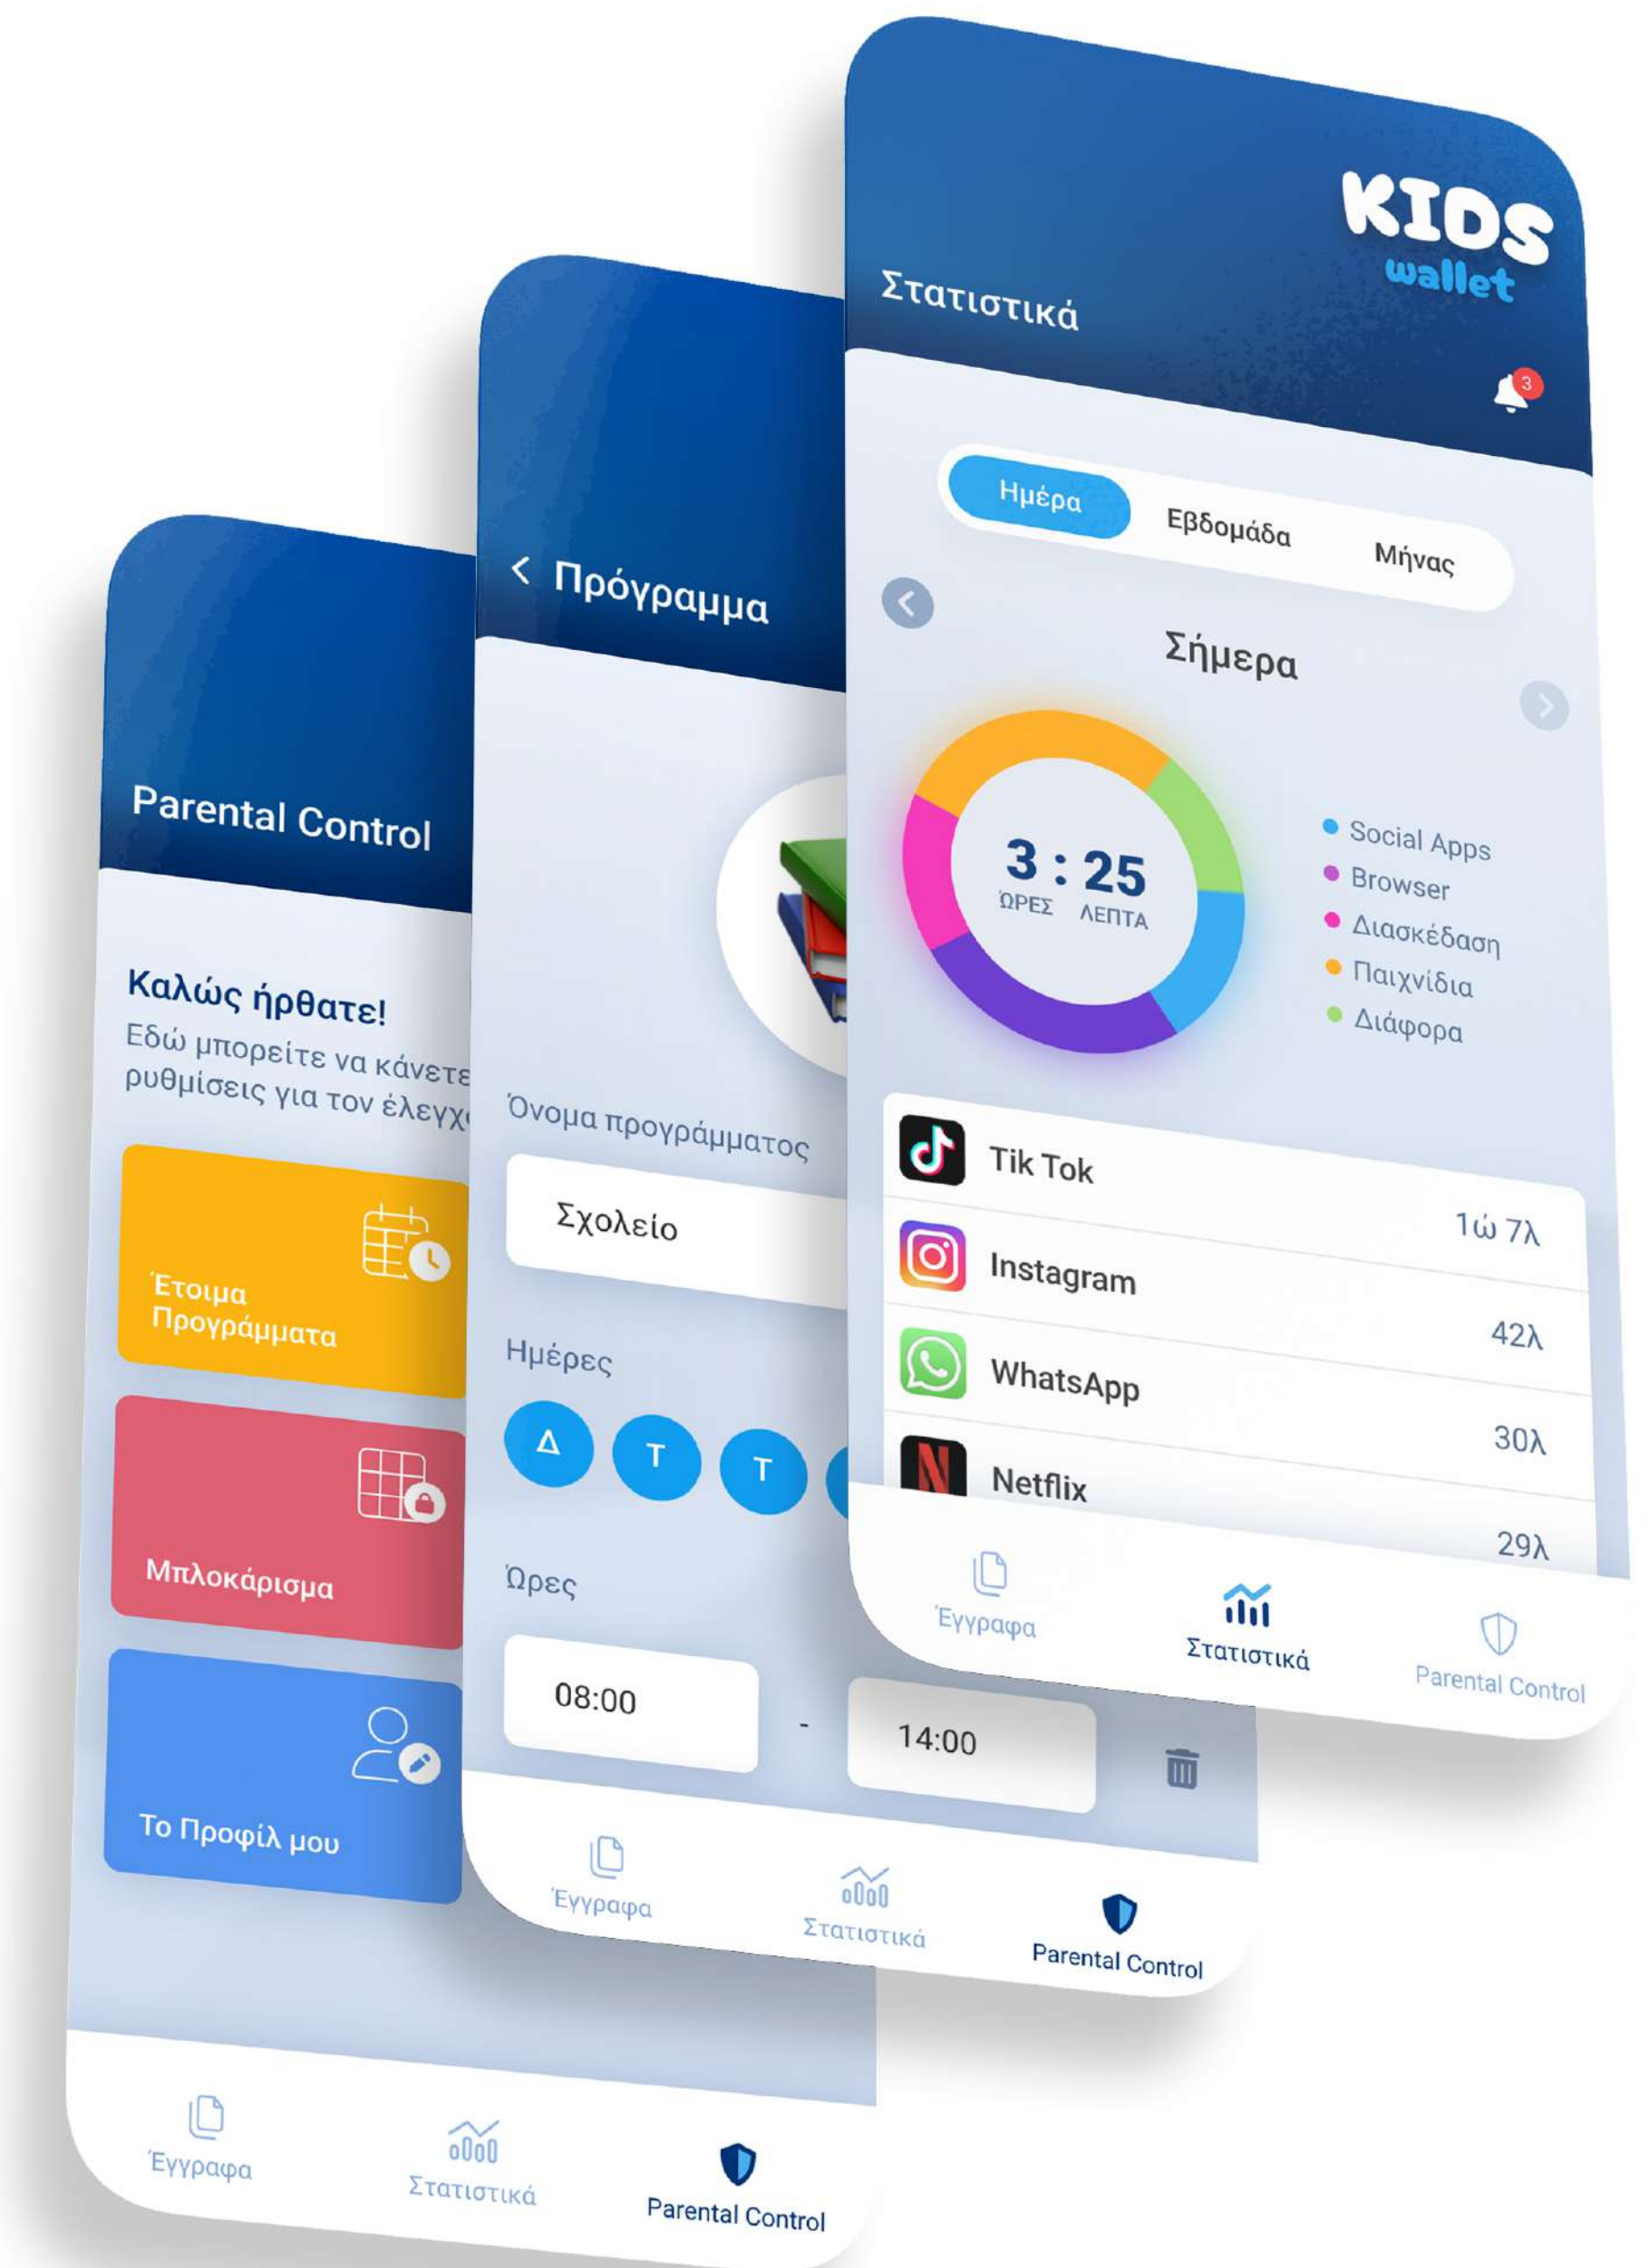 Parental Control
Καλώς ήρθατε!
Εδώ μπορείτε να κάνετε
ρυθμίσεις για τον
Έτοιμα
Προγράμματα
Μπλοκάρισμα
Το Προφίλ μου
Έγγραφα
Στατιστικά
Parental Control
Πρόγραμμα
Όνομα προγράμματος
Σχολείο
Ημέρες
Δ Τ Τ
Ώρες
08:00 - 14:00
Έγγραφα
Στατιστικά
Parental Control
KIDS
wallet
Στατιστικά
3
Ημέρα Εβδομάδα Μήνας
Σήμερα
3 : 25
ΏΡΕΣ ΛΕΠΤΑ
Social Apps
Browser
Διασκέδαση
Παιχνίδια
Διάφορα
Tik Tok 1ώ 7λ
Instagram 42λ
WhatsApp 30λ
Netflix 29λ
Έγγραφα
Στατιστικά
Parental Control